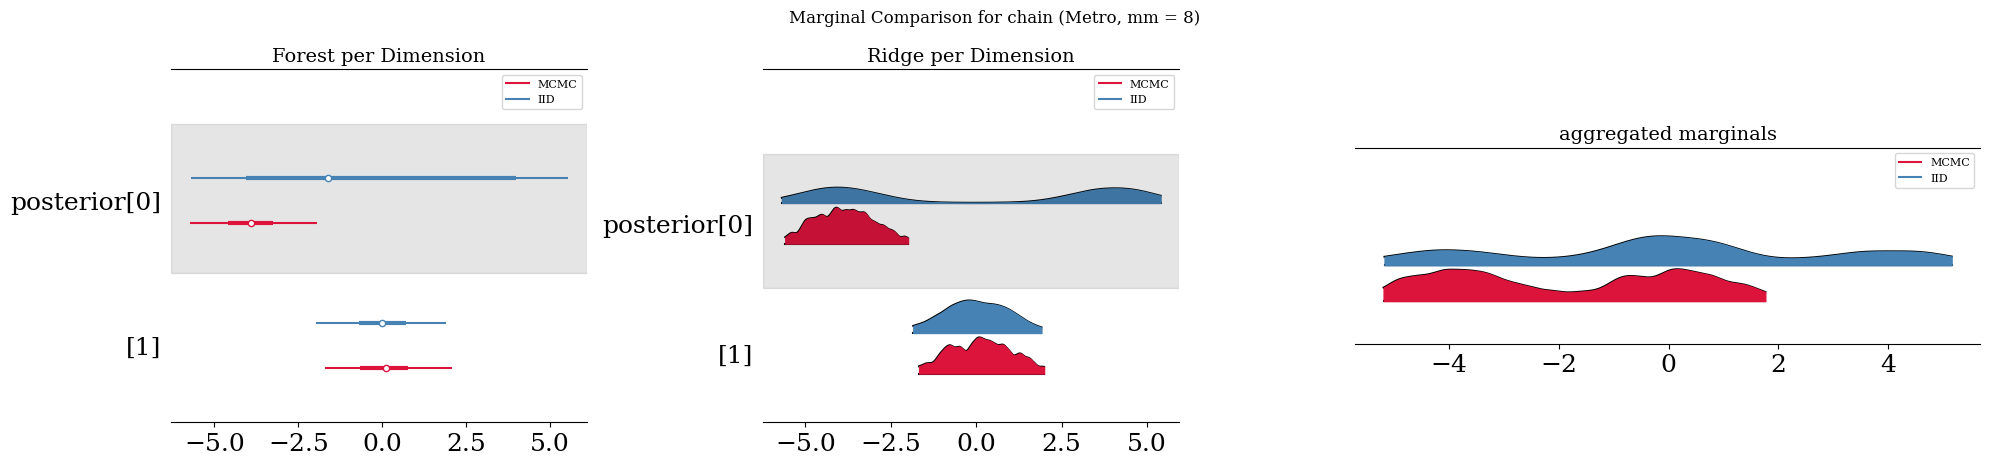 Marginal Comparison for chain (Metro, mm = 8)
Forest per Dimension
MCMC
IID
posterior[0]
[1]
−5.0 −2.5 0.0 2.5 5.0
Ridge per Dimension
MCMC
IID
posterior[0]
[1]
−5.0 −2.5 0.0 2.5 5.0
aggregated marginals
MCMC
IID
−4 −2 0 2 4